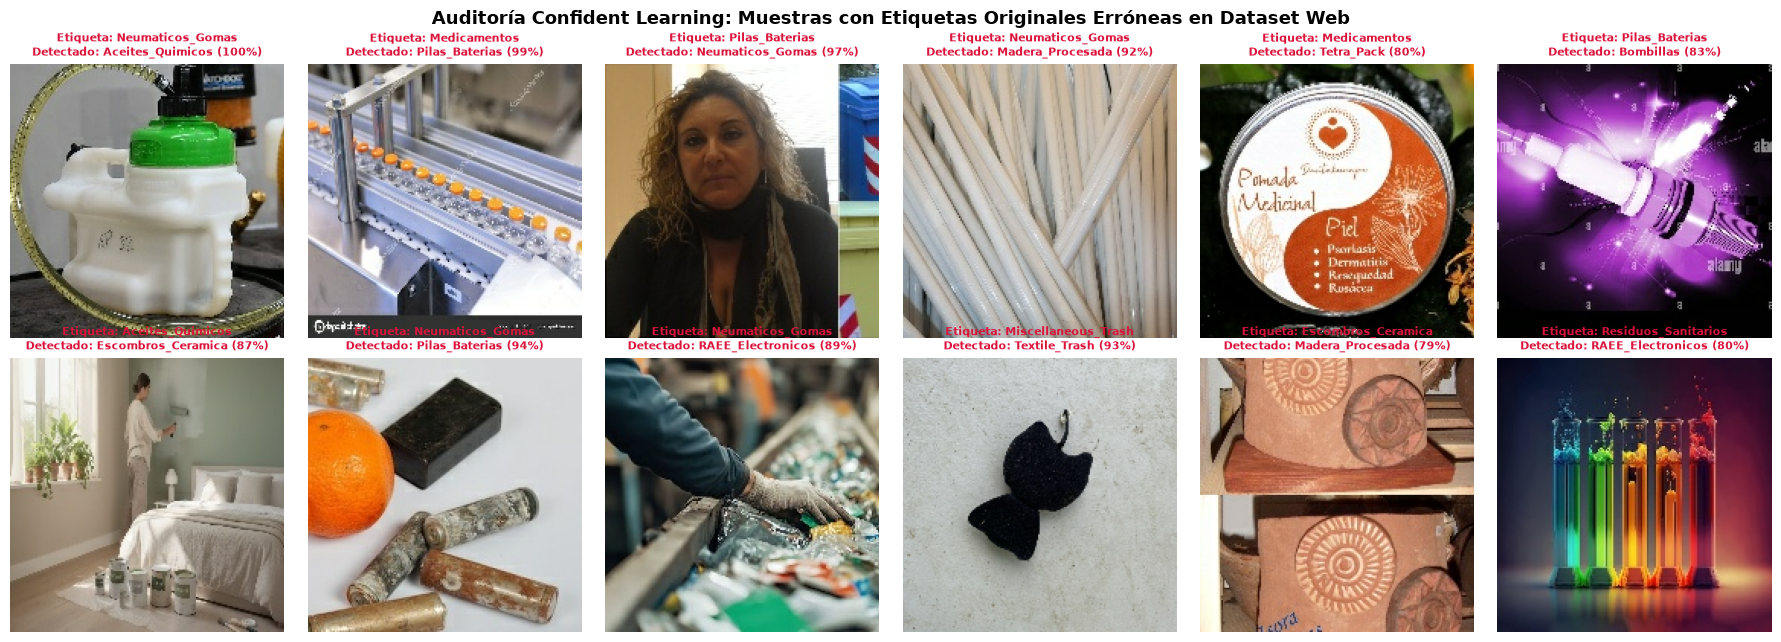 Auditoría Confident Learning: Muestras con Etiquetas Originales Erróneas en Dataset Web
Etiqueta: Neumaticos_Gomas
Detectado: Aceites_Quimicos (100%)
Etiqueta: Medicamentos
Detectado: Pilas_Baterias (99%)
Etiqueta: Pilas_Baterias
Detectado: Neumaticos_Gomas (97%)
Etiqueta: Neumaticos_Gomas
Detectado: Madera_Procesada (92%)
Etiqueta: Medicamentos
Detectado: Tetra_Pack (80%)
Etiqueta: Pilas_Baterias
Detectado: Bombillas (83%)
Pomada
Medicinal
Piel
Psoriasis
Dermatitis
Resequedad
Rosácea
alamy
alamy
a
a
a
Etiqueta: Aceites_Quimicos
Detectado: Escombros_Ceramica (87%)
Etiqueta: Neumaticos_Gomas
Detectado: Pilas_Baterias (94%)
Etiqueta: Neumaticos_Gomas
Detectado: RAEE_Electronicos (89%)
Etiqueta: Miscellaneous_Trash
Detectado: Textile_Trash (93%)
Etiqueta: Escombros_Ceramica
Detectado: Madera_Procesada (79%)
Etiqueta: Residuos_Sanitarios
Detectado: RAEE_Electronicos (80%)